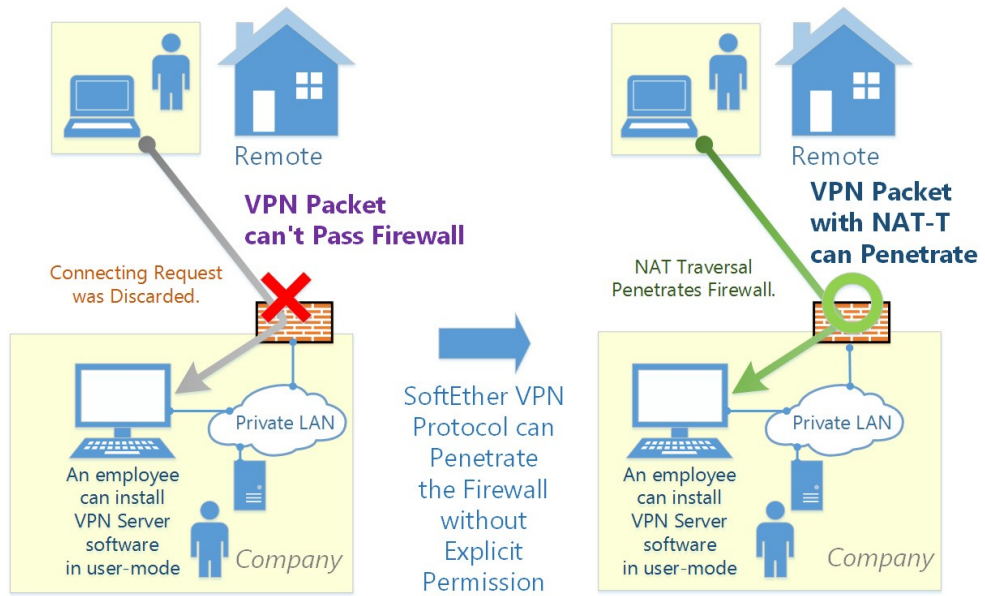 Remote
VPN Packet
can't Pass Firewall
Connecting Request
was Discarded.
Private LAN
An employee
can install
VPN Server
software
in user-mode
Company
SoftEther VPN
Protocol can
Penetrate
the Firewall
without
Explicit
Permission
Remote
VPN Packet
with NAT-T
can Penetrate
NAT Traversal
Penetrates Firewall.
Private LAN
An employee
can install
VPN Server
software
in user-mode
Company